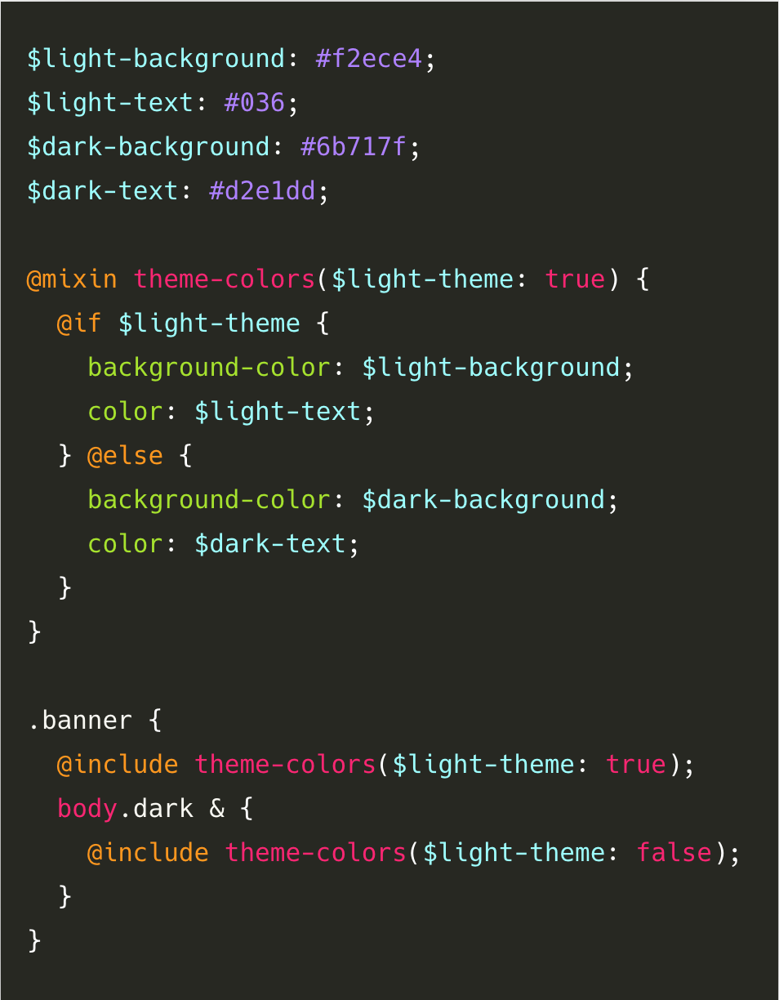 $light-background: #f2ece4;
$light-text: #036;
$dark-background: #6b717f;
$dark-text: #d2e1dd;

@mixin theme-colors($light-theme: true) {
  @if $light-theme {
    background-color: $light-background;
    color: $light-text;
  } @else {
    background-color: $dark-background;
    color: $dark-text;
  }
}

.banner {
  @include theme-colors($light-theme: true);
  body.dark & {
    @include theme-colors($light-theme: false);
  }
}